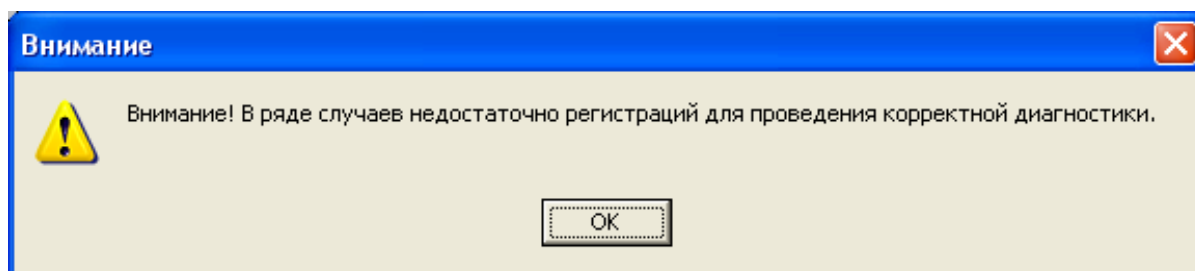 Внимание
Внимание! В ряде случаев недостаточно регистраций для проведения корректной диагностики.
OK